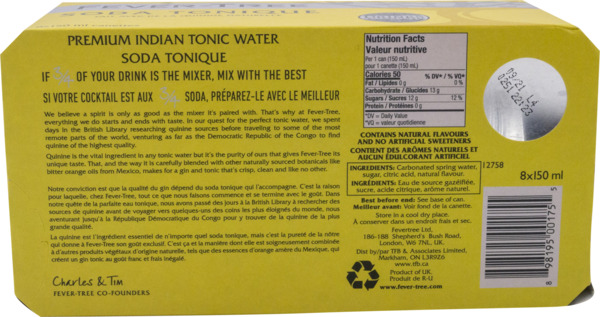 FEVER-TREE
SODA TONIQUE
PREMIUM INDIAN TONIC WATER
SODA TONIQUE
IF 3/4 OF YOUR DRINK IS THE MIXER, MIX WITH THE BEST
SI VOTRE COCKTAIL EST AUX 3/4 SODA, PRÉPAREZ-LE AVEC LE MEILLEUR
We believe a spirit is only as good as the mixer it's paired with. That's why at Fever-Tree,
everything we do starts and ends with taste. In our quest for the perfect tonic water, we spent
days in the British Library researching quinine sources before traveling to some of the most
remote parts of the world, venturing as far as the Democratic Republic of the Congo to find
quinine of the highest quality.
Quinine is the vital ingredient in any tonic water but it's the purity of ours that gives Fever-Tree its
unique taste. That, and the way it is carefully blended with other naturally sourced botanicals like
bitter orange oils from Mexico, makes for a gin and tonic that's crisp, clean and like no other.
Notre conviction est que la qualité du gin dépend du soda tonique qui l'accompagne. C'est la raison
pour laquelle, chez Fever-Tree, tout ce que nous faisons commence et se termine avec le goût. Dans
notre quête de la parfaite eau tonique, nous avons passé des jours à la British Library à rechercher des
sources de quinine avant de voyager vers quelques-uns des coins les plus éloignés du monde, nous
aventurant jusqu'à la République Démocratique du Congo pour y trouver de la quinine de la plus
grande qualité.
La quinine est l'ingrédient essentiel de n'importe quel soda tonique, mais c'est la pureté de la nôtre
qui donne à Fever-Tree son goût exclusif. C'est ça et la manière dont elle est soigneusement combinée
à d'autres produits végétaux d'origine naturelle, tels que des essences d'orange amère du Mexique, qui
créent un gin tonic au goût franc et frais inégalé.
Charles & Tim
FEVER-TREE CO-FOUNDERS
Nutrition Facts
Valeur nutritive
Per 1 can (150 mL)
pour 1 canette (150 mL)
Calories 50 % DV* / % VQ*
Fat / Lipides 0 g 0 %
Carbohydrate / Glucides 13 g
Sugars / Sucres 12 g 12 %
Protein / Protéines 0 g
*DV = Daily Value
*VQ = valeur quotidienne
CONTAINS NATURAL FLAVOURS
AND NO ARTIFICIAL SWEETENERS
CONTIENT DES ARÔMES NATURELS ET
AUCUN ÉDULCORANT ARTIFICIEL
INGREDIENTS: Carbonated spring water,
sugar, citric acid, natural flavour.
INGRÉDIENTS: Eau de source gazéifiée,
sucre, acide citrique, arôme naturel.
Best before end: See base of can.
Meilleur avant: Voir fond de la canette.
Store in a cool dry place.
À conserver dans un endroit frais et sec.
Fevertree Ltd.
186-188 Shepherd's Bush Road,
London, W6 7NL, UK.
Dist by/par TFB & Associates Limited,
Markham, ON L3R9Z6
www.tfb.ca
Product of UK.
Produit de R-U
www.fever-tree.com
12758
8x150 ml
8 98195 00175 5